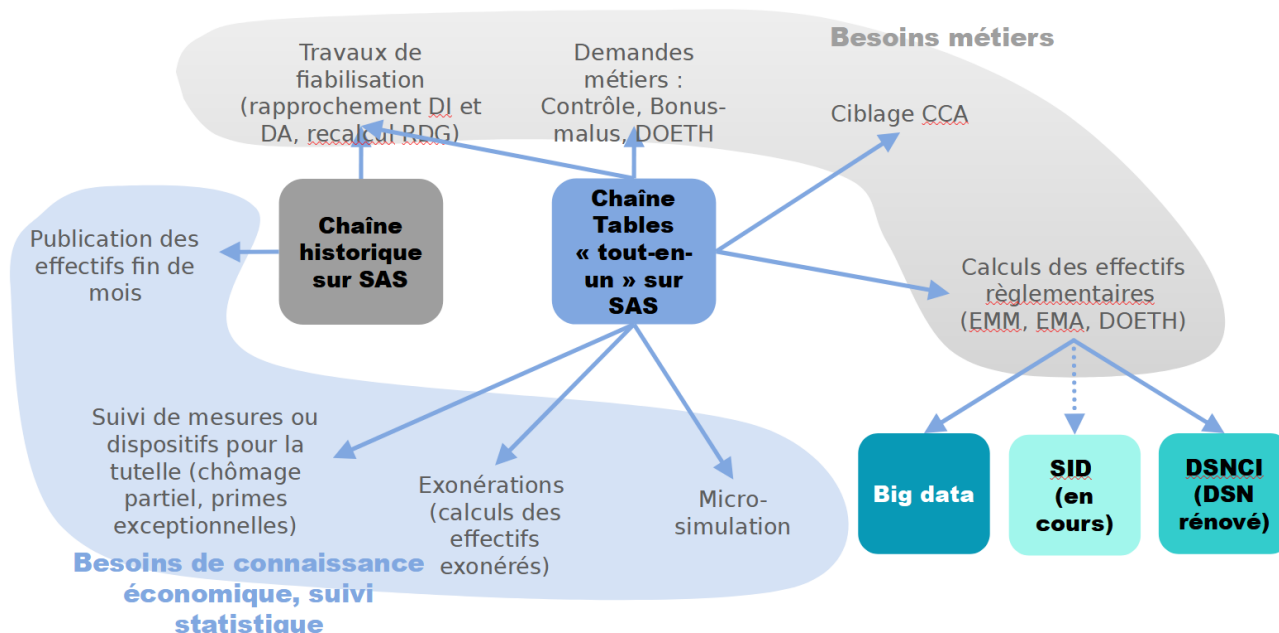 Besoins métiers
Travaux de
fiabilisation
(rapprochement DI et
DA, recalcul RDG)
Demandes
métiers :
Contrôle, Bonus-
malus, DOETH
Ciblage CCA
Chaîne
historique
sur SAS
Chaîne
Tables
« tout-en-
un » sur
SAS
Publication des
effectifs fin de
mois
Calculs des effectifs
règlementaires
(EMM, EMA, DOETH)
Suivi de mesures ou
dispositifs pour la
tutelle (chômage
partiel, primes
exceptionnelles)
Exonérations
(calculs des
effectifs
exonérés)
Micro-
simulation
Big data
SID
(en
cours)
DSNCI
(DSN
rénové)
Besoins de connaissance
économique, suivi
statistique